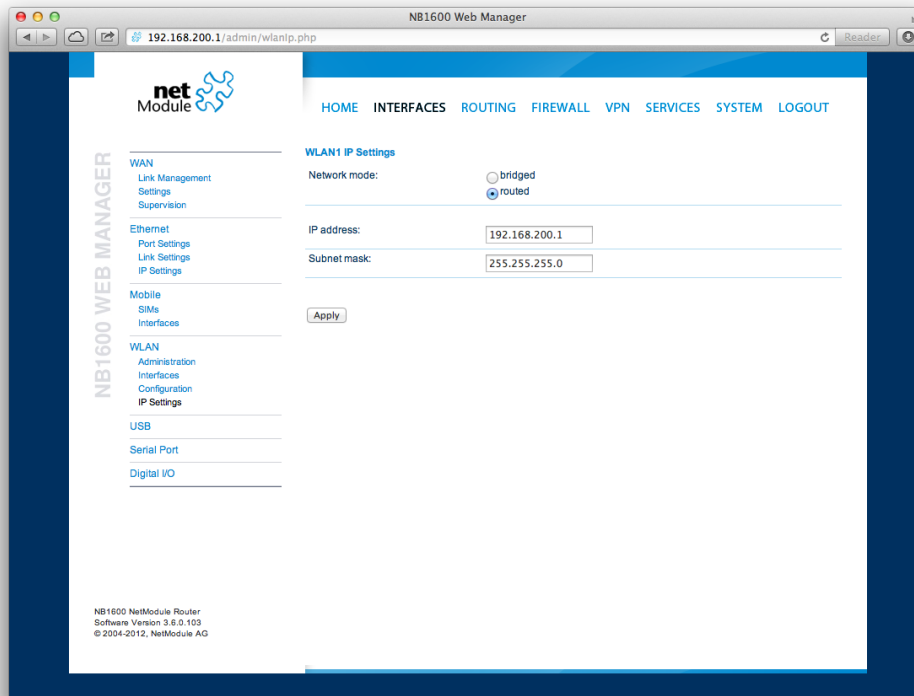 NB1600 Web Manager
192.168.200.1/admin/wlanIp.php
Reader
net
Module
HOME INTERFACES ROUTING FIREWALL VPN SERVICES SYSTEM LOGOUT
NB1600 WEB MANAGER
WAN
Link Management
Settings
Supervision
Ethernet
Port Settings
Link Settings
IP Settings
Mobile
SIMs
Interfaces
WLAN
Administration
Interfaces
Configuration
IP Settings
USB
Serial Port
Digital I/O
WLAN1 IP Settings
Network mode:
bridged
routed
IP address:
192.168.200.1
Subnet mask:
255.255.255.0
Apply
NB1600 NetModule Router
Software Version 3.6.0.103
© 2004-2012, NetModule AG